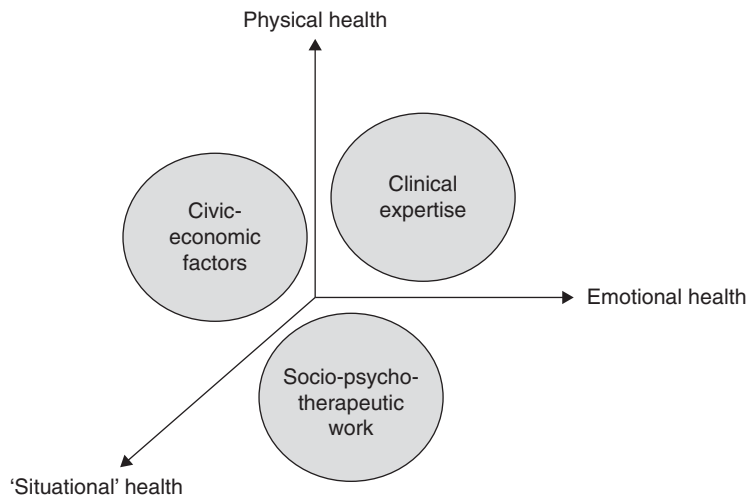 Physical health
Clinical
expertise
Civic-
economic
factors
Emotional health
Socio-psycho-
therapeutic
work
‘Situational’ health